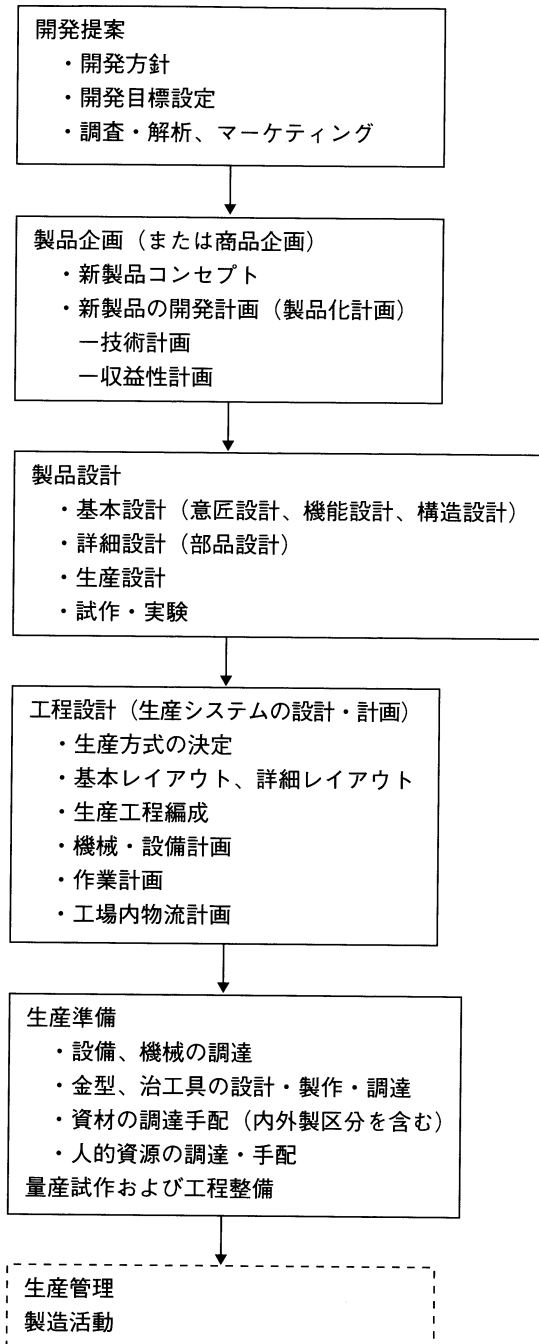 開発提案
・開発方針
・開発目標設定
・調査・解析、マーケティング
製品企画（または商品企画）
・新製品コンセプト
・新製品の開発計画（製品化計画）
－技術計画
－収益性計画
製品設計
・基本設計（意匠設計、機能設計、構造設計）
・詳細設計（部品設計）
・生産設計
・試作・実験
工程設計（生産システムの設計・計画）
・生産方式の決定
・基本レイアウト、詳細レイアウト
・生産工程編成
・機械・設備計画
・作業計画
・工場内物流計画
生産準備
・設備、機械の調達
・金型、治工具の設計・製作・調達
・資材の調達手配（内外製区分を含む）
・人的資源の調達・手配
量産試作および工程整備
生産管理
製造活動